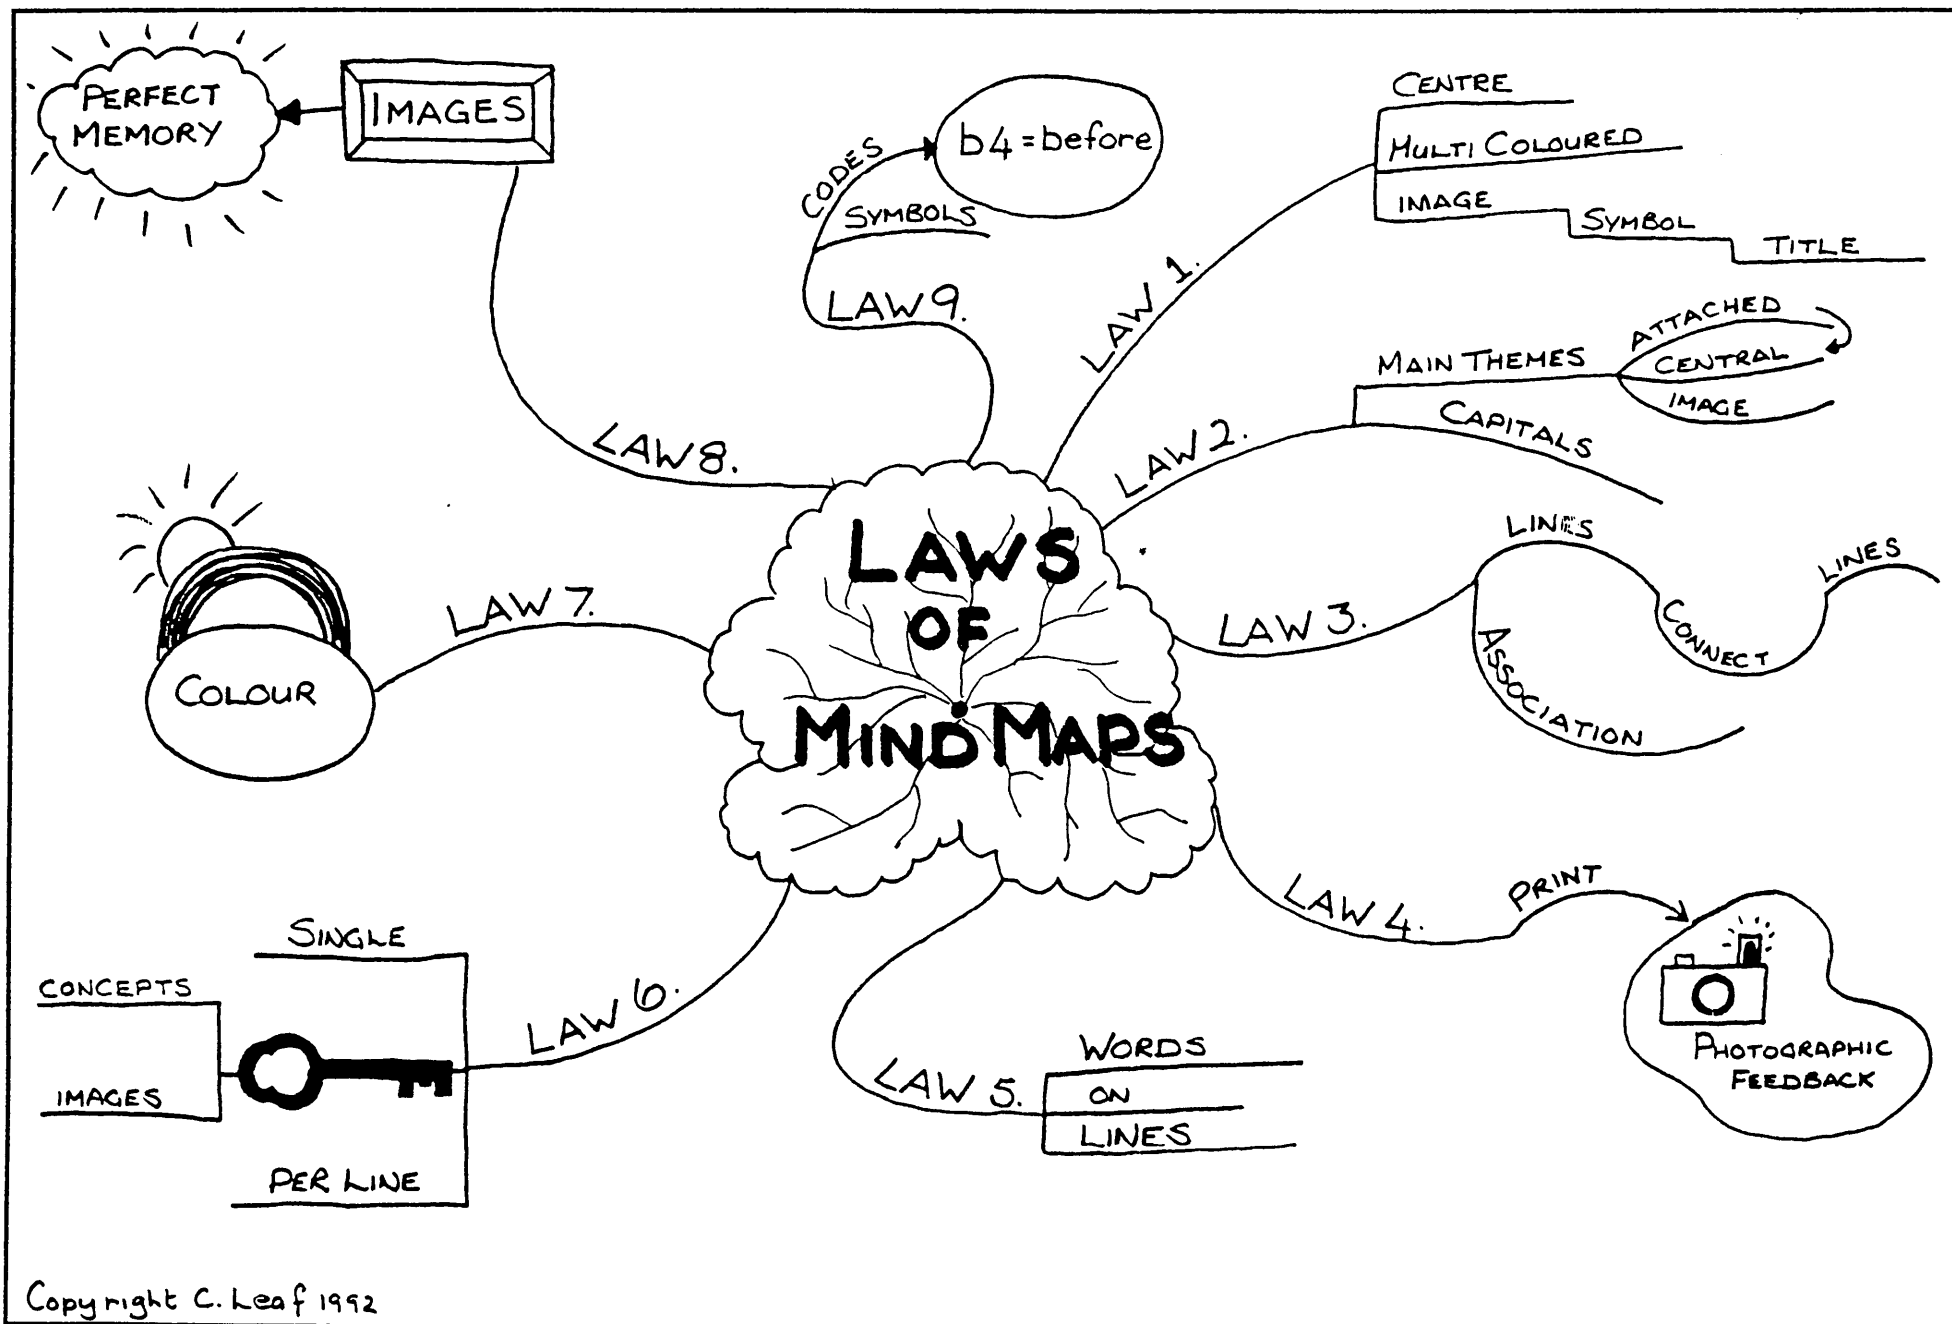 LAWS
OF
MIND MAPS
LAW 1.
CENTRE
MULTI COLOURED
IMAGE
SYMBOL
TITLE
LAW 2.
MAIN THEMES
ATTACHED
CENTRAL
IMAGE
CAPITALS
LAW 3.
LINES
CONNECT
LINES
ASSOCIATION
LAW 4.
PRINT
PHOTOGRAPHIC
FEEDBACK
LAW 5.
WORDS
ON
LINES
LAW 6.
SINGLE
CONCEPTS
IMAGES
PER LINE
LAW 7.
COLOUR
LAW 8.
IMAGES
PERFECT
MEMORY
LAW 9.
CODES
b4=before
SYMBOLS
Copyright C. Leaf 1992